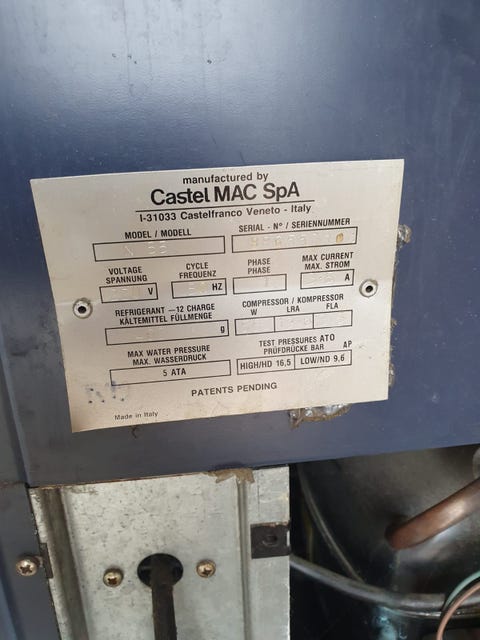 manufactured by
Castel MAC SpA
I-31033 Castelfranco Veneto - Italy
MODEL / MODELL
SERIAL - Nº / SERIENNUMMER
VOLTAGE
SPANNUNG
V
CYCLE
FREQUENZ
HZ
PHASE
PHASE
MAX CURRENT
MAX. STROM
A
REFRIGERANT —12 CHARGE
KÄLTEMITTEL FÜLLMENGE
g
COMPRESSOR / KOMPRESSOR
W LRA FLA
MAX WATER PRESSURE
MAX. WASSERDRUCK
5 ATA
TEST PRESSURES ATO
PRÜFDRÜCKE BAR AP
HIGH/HD 16,5 LOW/ND 9,6
PATENTS PENDING
Made in Italy